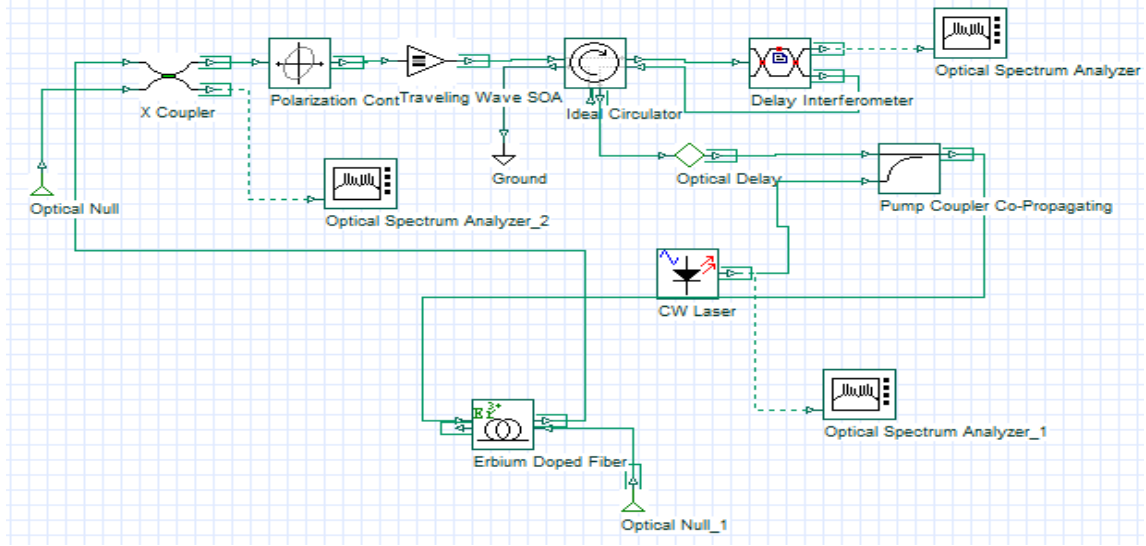 Optical Spectrum Analyzer
X Coupler
Polarization Cont
Traveling Wave SOA
Ideal Circulator
Delay Interferometer
Ground
Optical Delay
Optical Null
Optical Spectrum Analyzer_2
Pump Coupler Co-Propagating
CW Laser
Optical Spectrum Analyzer_1
Erbium Doped Fiber
Optical Null_1